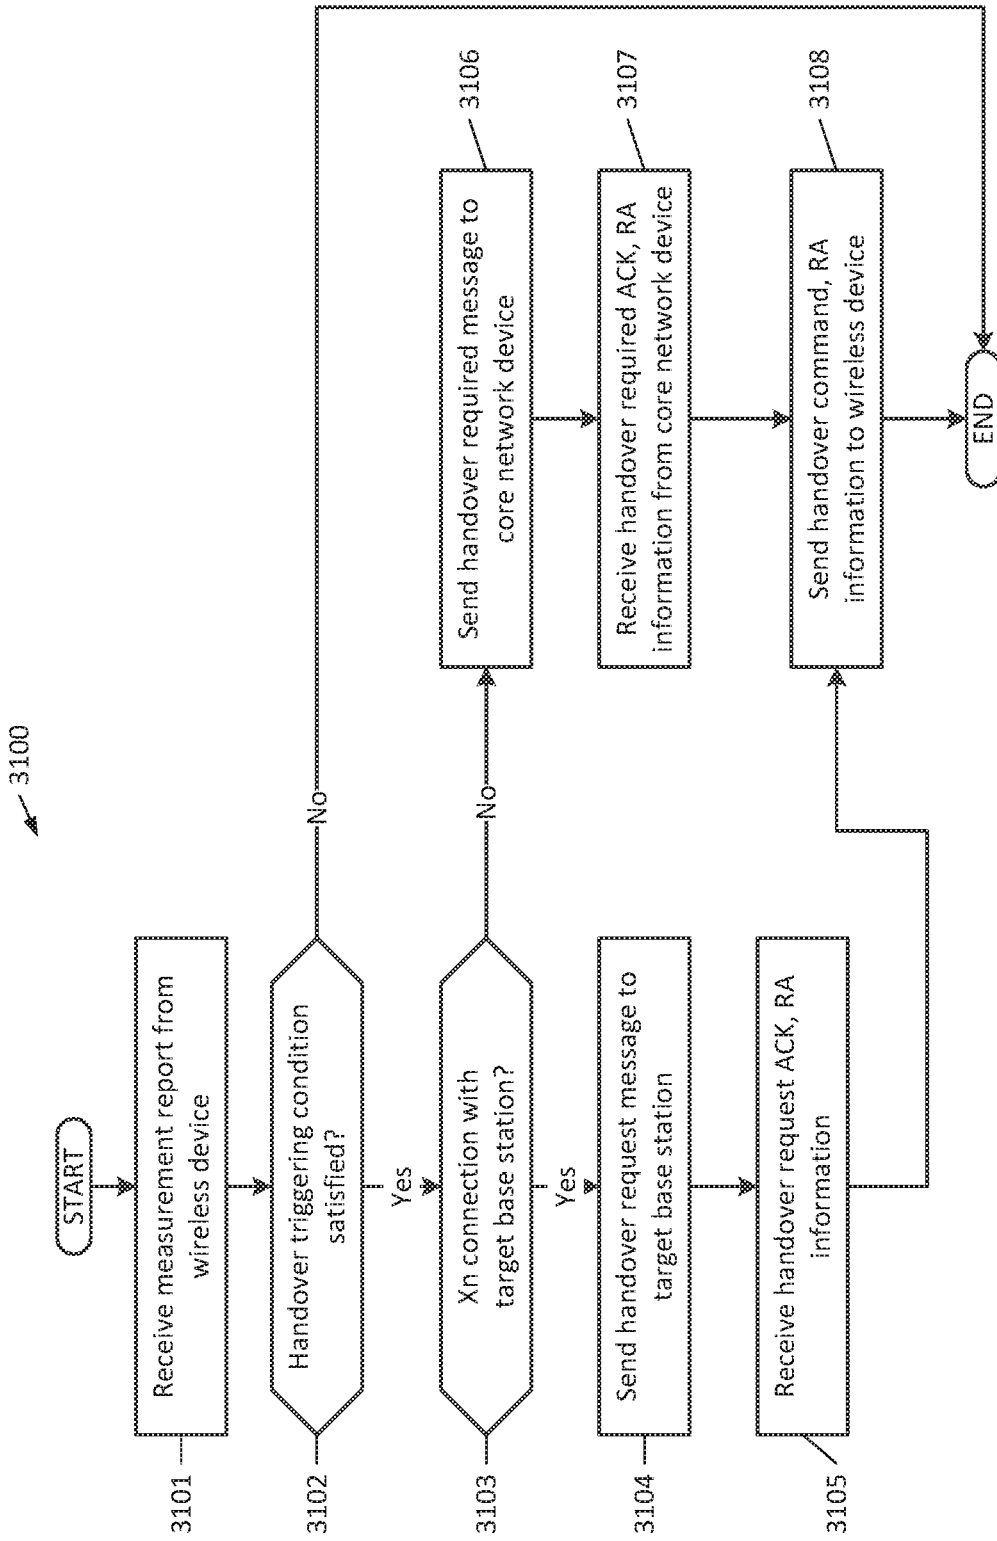 3100
START
3101
Receive measurement report from
wireless device
3102
Handover triggering condition
satisfied?
No
Yes
3103
Xn connection with
target base station?
No
Yes
3104
Send handover request message to
target base station
3105
Receive handover request ACK, RA
information
3106
Send handover required message to
core network device
3107
Receive handover required ACK, RA
information from core network device
3108
Send handover command, RA
information to wireless device
END